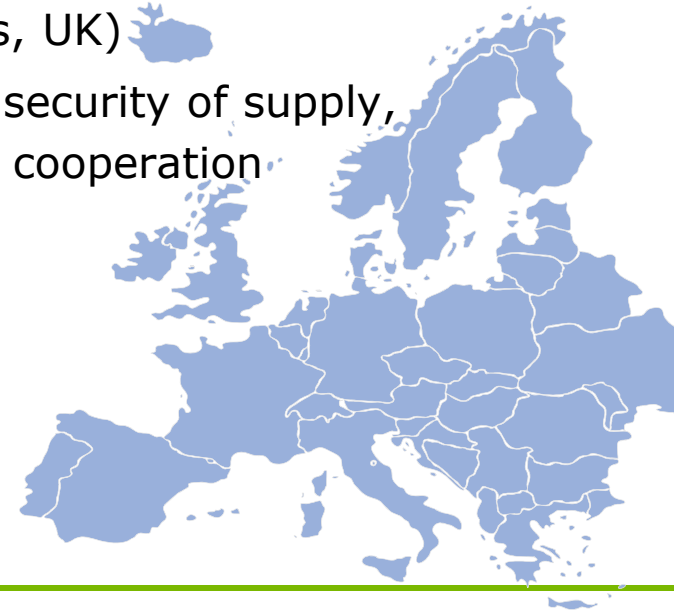 s, UK)
security of supply,
cooperation